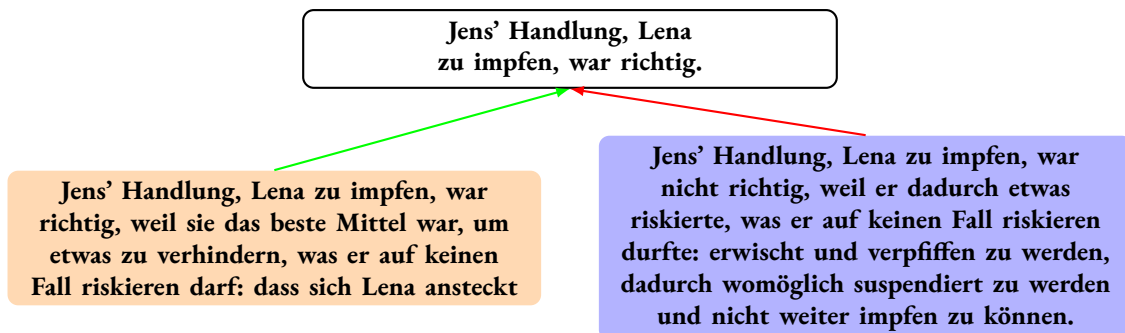 Jens’ Handlung, Lena
zu impfen, war richtig.
Jens’ Handlung, Lena zu impfen, war
richtig, weil sie das beste Mittel war, um
etwas zu verhindern, was er auf keinen
Fall riskieren darf: dass sich Lena ansteckt
Jens’ Handlung, Lena zu impfen, war
nicht richtig, weil er dadurch etwas
riskierte, was er auf keinen Fall riskieren
durfte: erwischt und verpfiffen zu werden,
dadurch womöglich suspendiert zu werden
und nicht weiter impfen zu können.